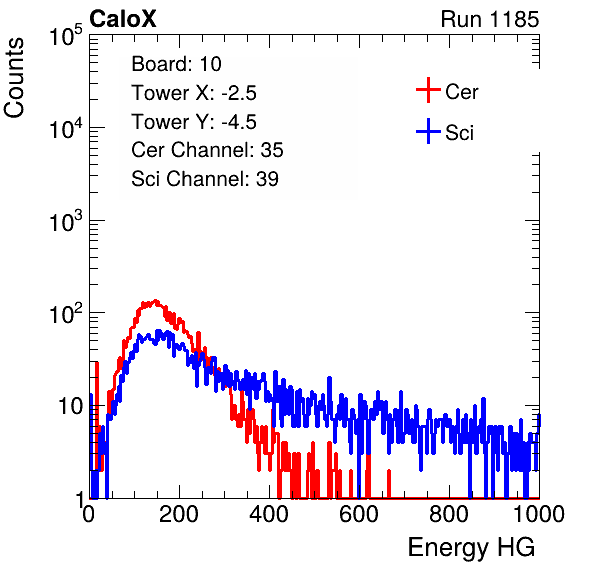 CaloX Run 1185
Counts
Board: 10
Tower X: -2.5
Tower Y: -4.5
Cer Channel: 35
Sci Channel: 39
Cer
Sci
10^5
10^4
10^3
10^2
10
1
0 200 400 600 800 1000
Energy HG